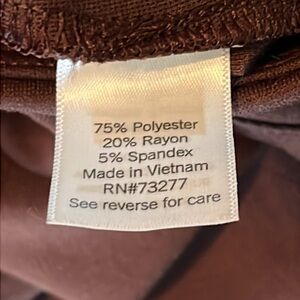 75% Polyester
20% Rayon
5% Spandex
Made in Vietnam
RN#73277
See reverse for care